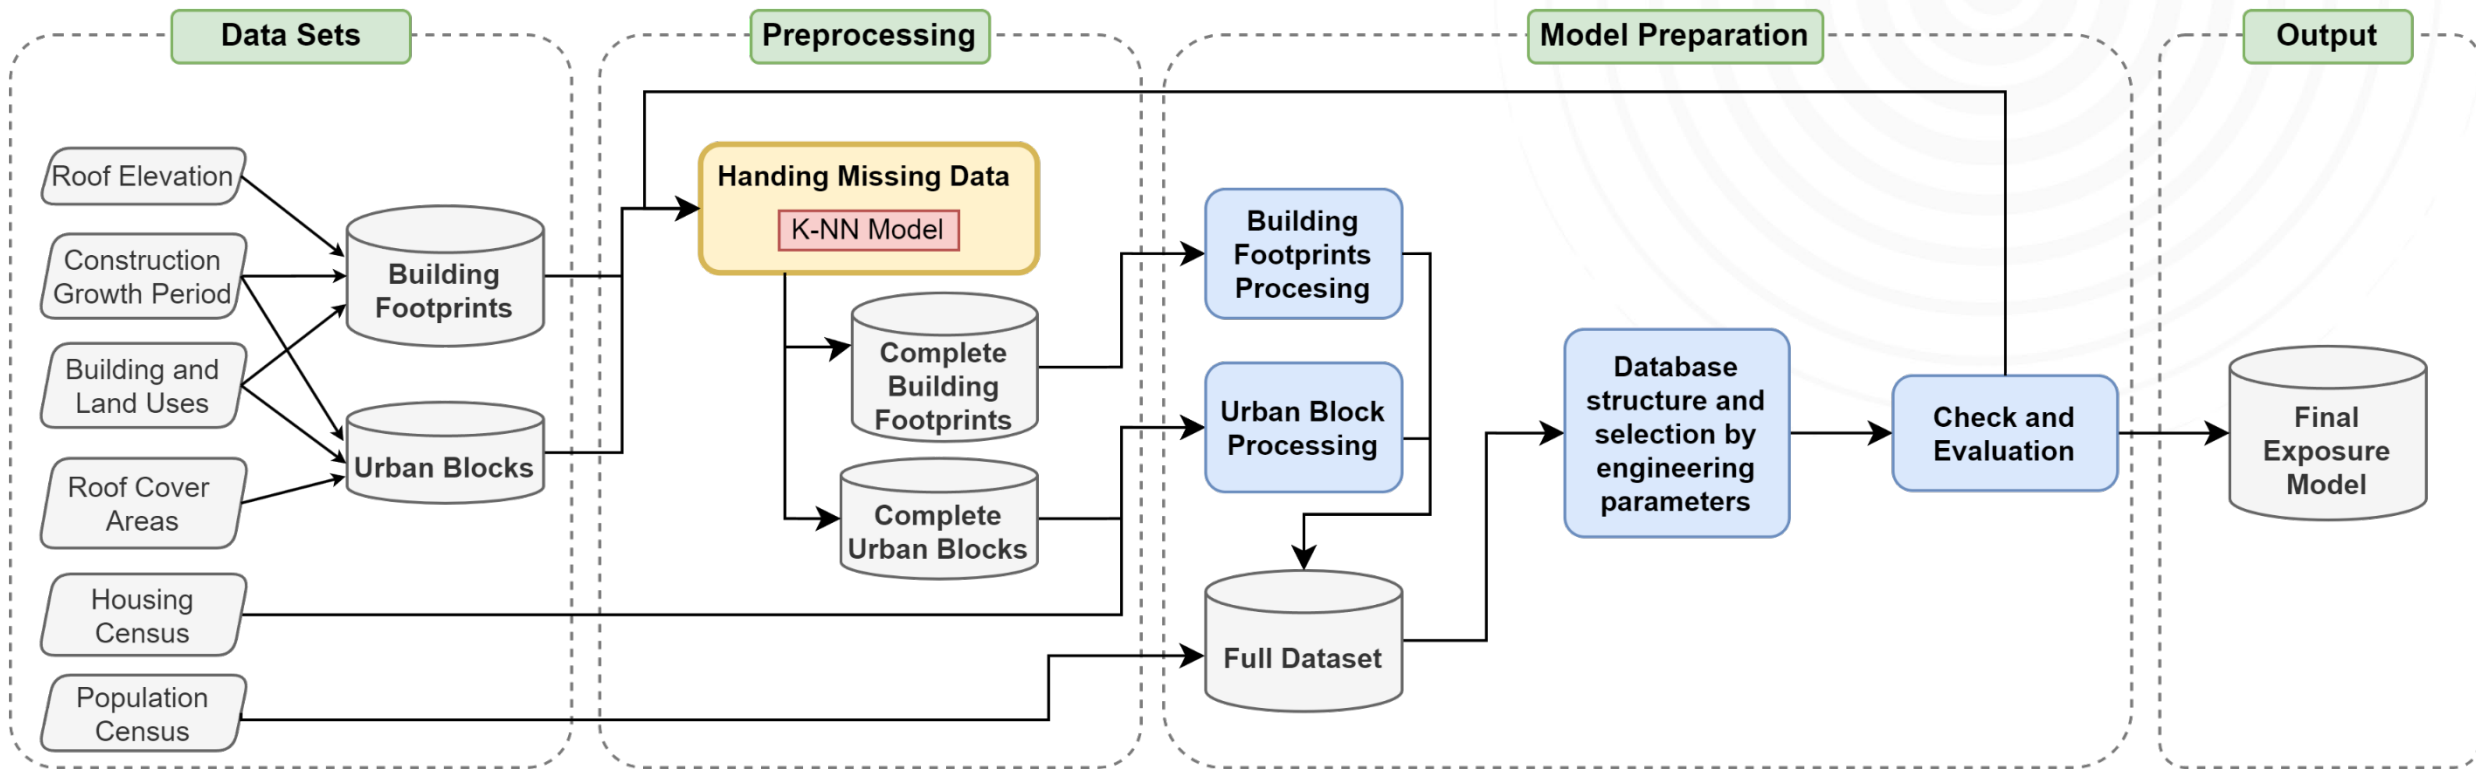 Data Sets
Preprocessing
Model Preparation
Output
Roof Elevation
Construction
Growth Period
Building and
Land Uses
Roof Cover
Areas
Housing
Census
Population
Census
Building
Footprints
Urban Blocks
Handing Missing Data
K-NN Model
Complete
Building
Footprints
Complete
Urban Blocks
Building
Footprints
Procesing
Urban Block
Processing
Full Dataset
Database
structure and
selection by
engineering
parameters
Check and
Evaluation
Final
Exposure
Model